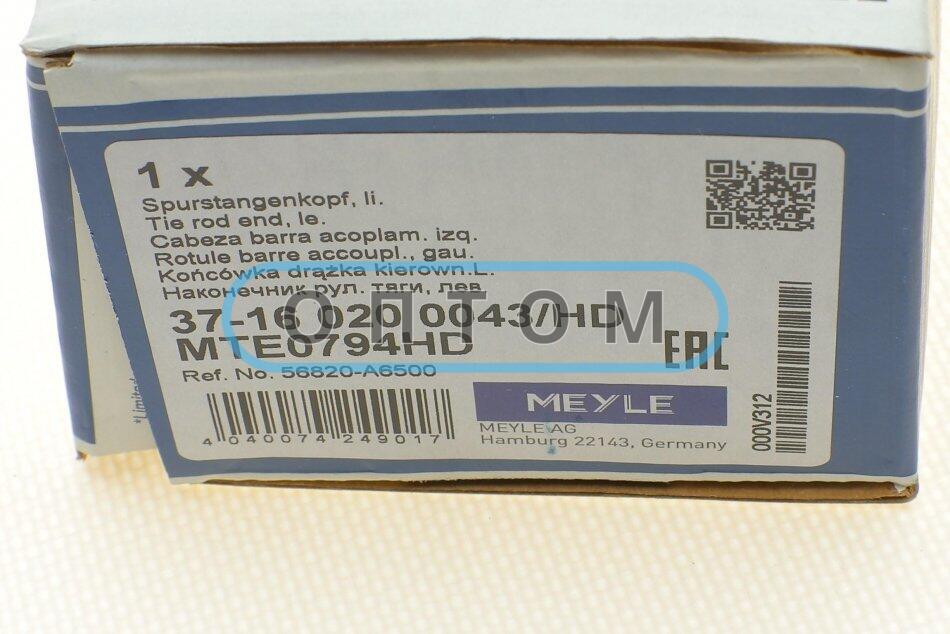 1 x
Spurstangenkopf, li.
Tie rod end, le.
Cabeza barra acoplam. izq.
Rotule barre accoupl., gau.
Końcówka drążka kierown.L.
Наконечник рул. тяги, лев
ОПТОМ
37-16 020 0043/HD
MTE0794HD
EAC
Ref. No. 56820-A6500
MEYLE
4 040074 249017
MEYLE AG
Hamburg 22143, Germany
000V312
*Limited